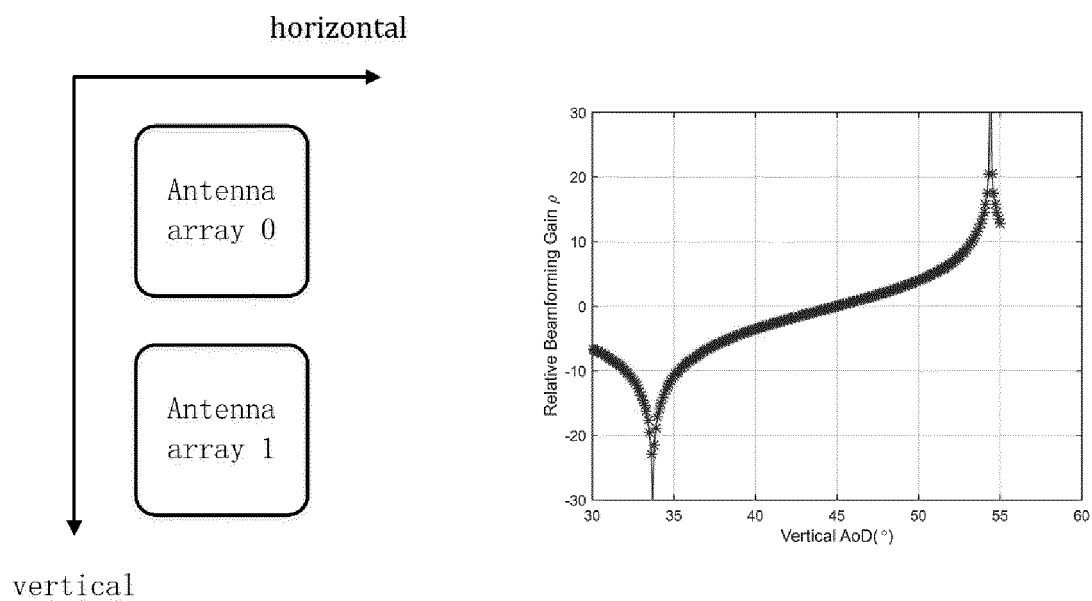 horizontal
Antenna
array 0
Antenna
array 1
vertical
Relative Beamforming Gain ρ
30
20
10
0
-10
-20
-30
30 35 40 45 50 55 60
Vertical AoD(°)